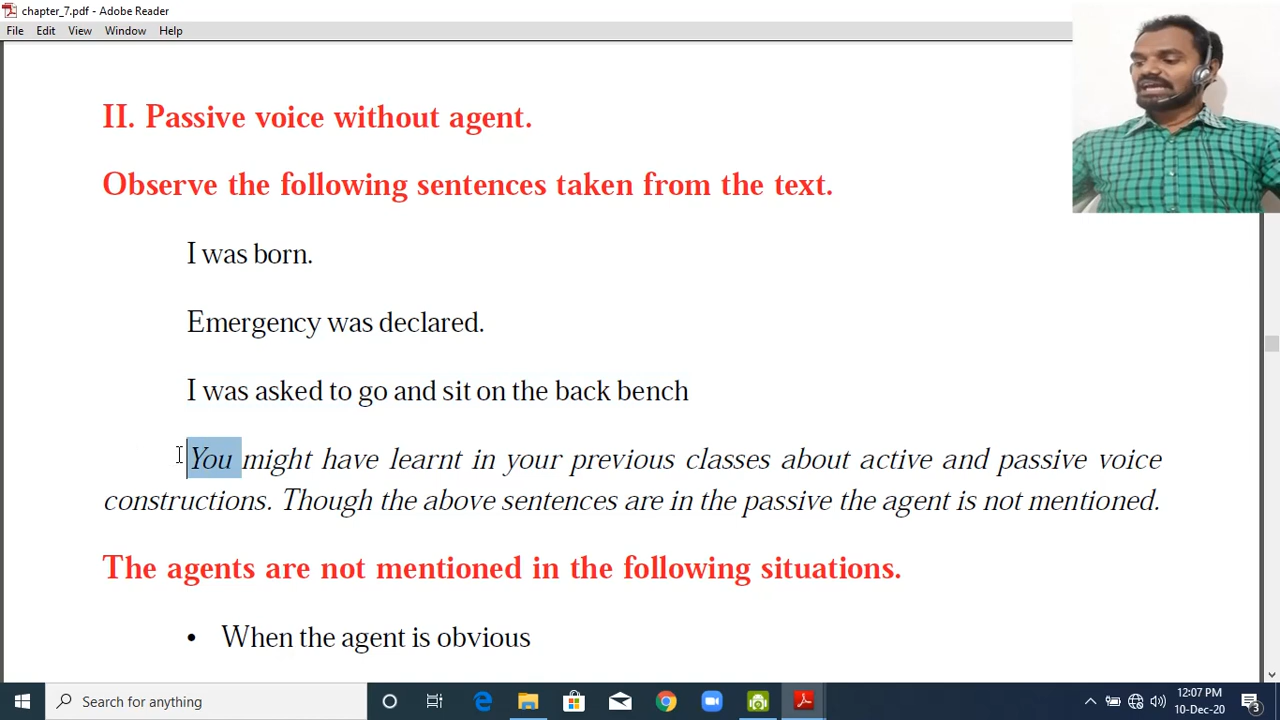 chapter_7.pdf - Adobe Reader
File Edit View Window Help
II. Passive voice without agent.
Observe the following sentences taken from the text.
I was born.
Emergency was declared.
I was asked to go and sit on the back bench
You might have learnt in your previous classes about active and passive voice
constructions. Though the above sentences are in the passive the agent is not mentioned.
The agents are not mentioned in the following situations.
• When the agent is obvious
Search for anything
12:07 PM
10-Dec-20
3